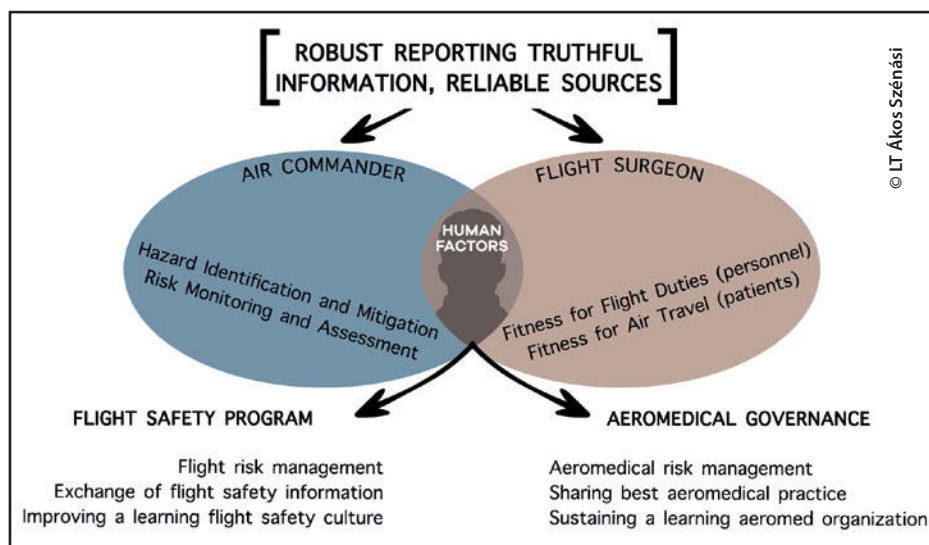 ROBUST REPORTING TRUTHFUL
INFORMATION, RELIABLE SOURCES
© LT Ákos Szénási
AIR COMMANDER
FLIGHT SURGEON
HUMAN
FACTORS
Hazard Identification and Mitigation
Risk Monitoring and Assessment
Fitness for Flight Duties (personnel)
Fitness for Air Travel (patients)
FLIGHT SAFETY PROGRAM
Flight risk management
Exchange of flight safety information
Improving a learning flight safety culture
AEROMEDICAL GOVERNANCE
Aeromedical risk management
Sharing best aeromedical practice
Sustaining a learning aeromed organization